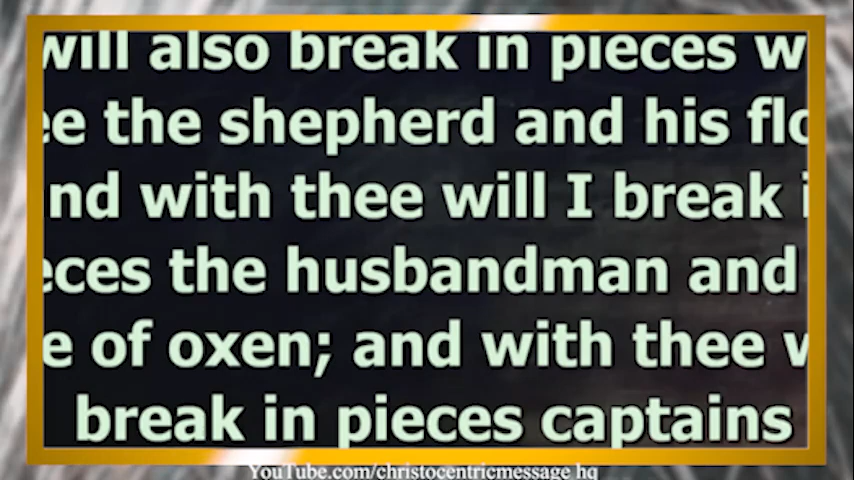 will also break in pieces w
ee the shepherd and his flo
nd with thee will I break i
eces the husbandman and
e of oxen; and with thee w
break in pieces captains
YouTube.com/christocentricmessage hq